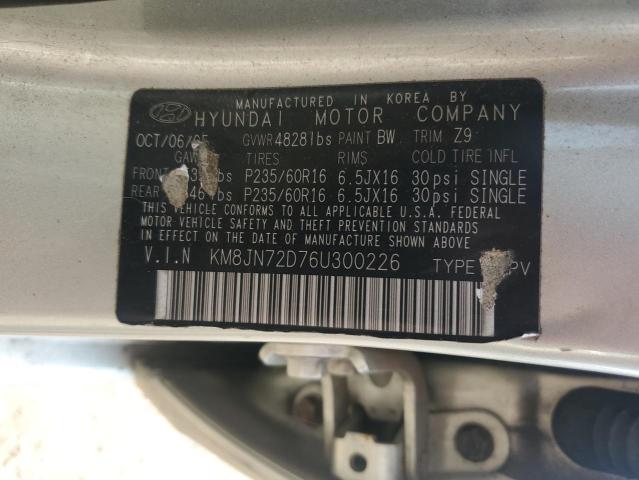 MANUFACTURED IN KOREA BY
HYUNDAI MOTOR COMPANY
OCT/06/05 GVWR 4828lbs PAINT BW TRIM Z9
TIRES RIMS COLD TIRE INFL
FRONT P235/60R16 6.5JX16 30psi SINGLE
REAR P235/60R16 6.5JX16 30psi SINGLE
THIS VEHICLE CONFORMS TO ALL APPLICABLE U.S.A. FEDERAL
MOTOR VEHICLE SAFETY, BUMPER, AND THEFT PREVENTION STANDARDS
IN EFFECT ON THE DATE OF MANUFACTURE SHOWN ABOVE.
V.I.N KM8JN72D76U300226 TYPE